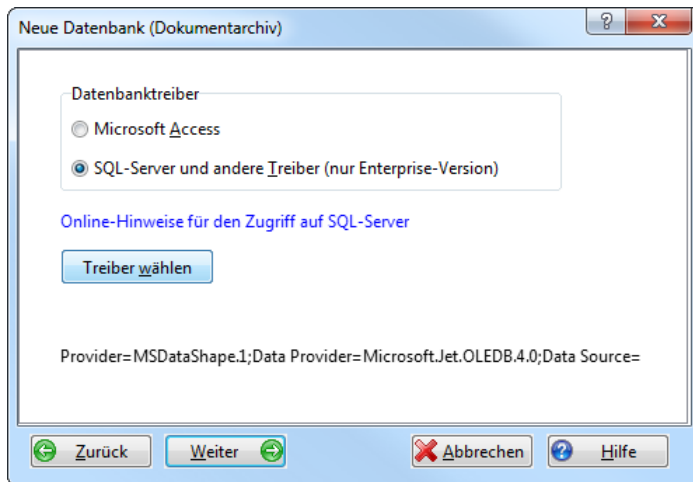 Neue Datenbank (Dokumentarchiv)
Datenbanktreiber
Microsoft Access
SQL-Server und andere Treiber (nur Enterprise-Version)
Online-Hinweise für den Zugriff auf SQL-Server
Treiber wählen
Provider=MSDataShape.1;Data Provider=Microsoft.Jet.OLEDB.4.0;Data Source=
Zurück Weiter Abbrechen Hilfe